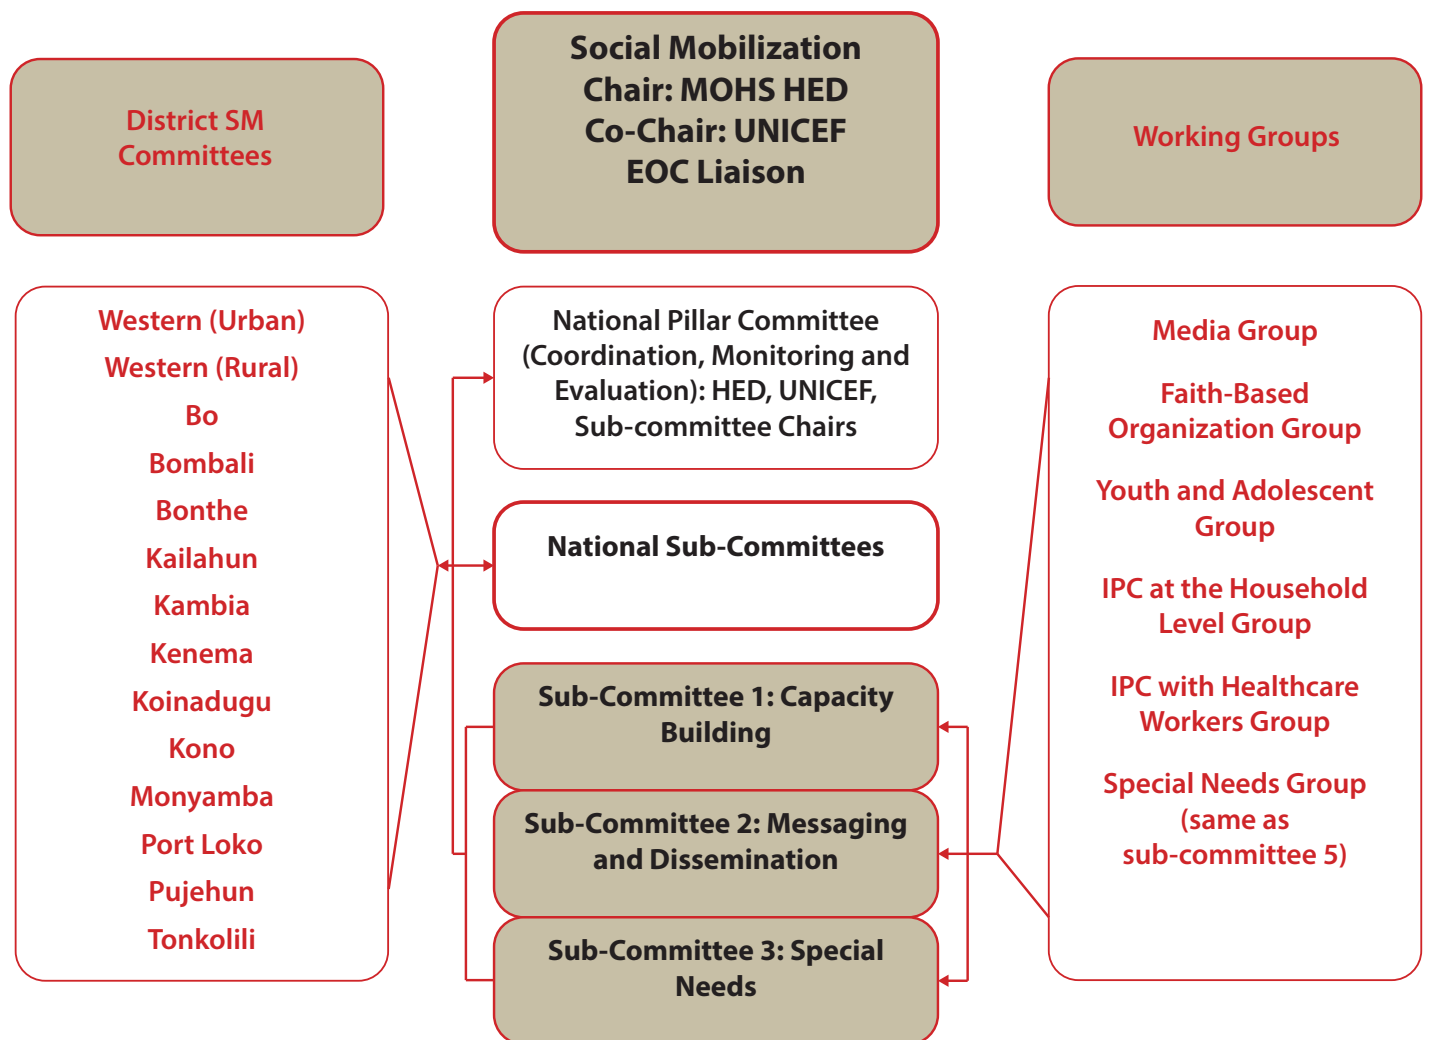 District SM
Committees
Social Mobilization
Chair: MOHS HED
Co-Chair: UNICEF
EOC Liaison
Working Groups
Western (Urban)
Western (Rural)
Bo
Bombali
Bonthe
Kailahun
Kambia
Kenema
Koinadugu
Kono
Monyamba
Port Loko
Pujehun
Tonkolili
National Pillar Committee
(Coordination, Monitoring and
Evaluation): HED, UNICEF,
Sub-committee Chairs
National Sub-Committees
Sub-Committee 1: Capacity
Building
Sub-Committee 2: Messaging
and Dissemination
Sub-Committee 3: Special
Needs
Media Group
Faith-Based
Organization Group
Youth and Adolescent
Group
IPC at the Household
Level Group
IPC with Healthcare
Workers Group
Special Needs Group
(same as
sub-committee 5)